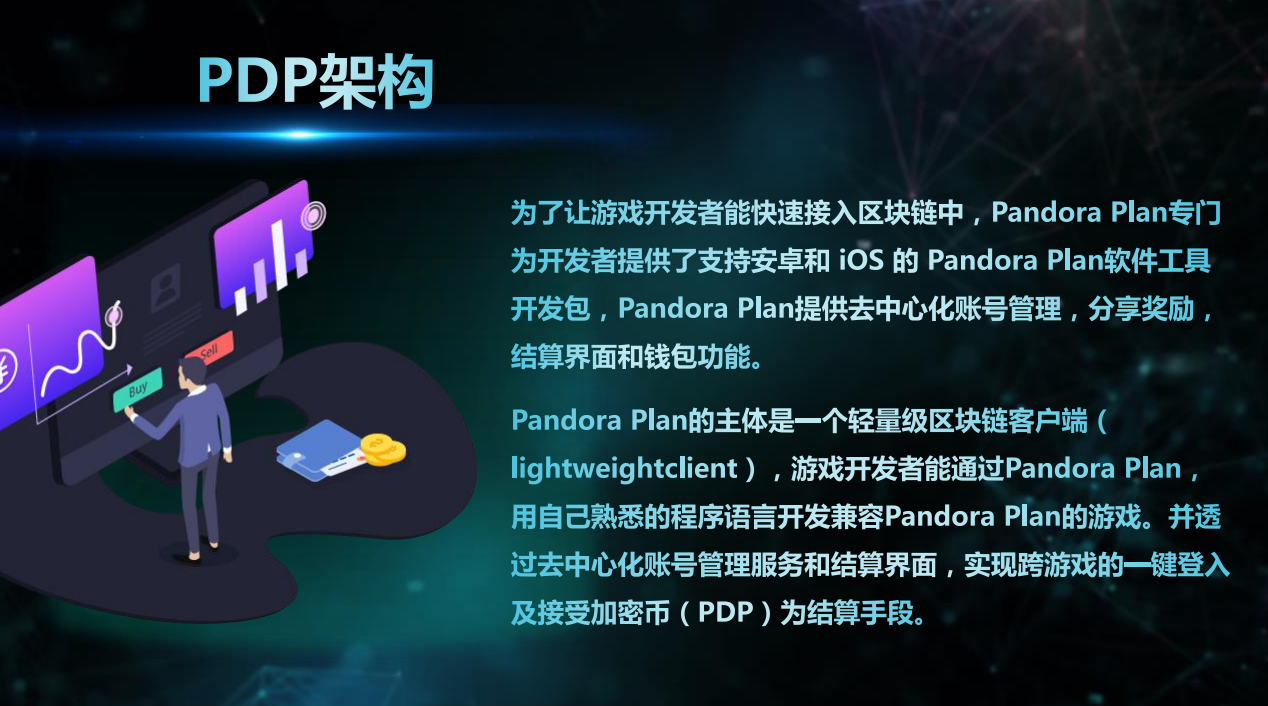 PDP架构
为了让游戏开发者能快速接入区块链中，Pandora Plan专门
为开发者提供了支持安卓和 iOS 的 Pandora Plan软件工具
开发包，Pandora Plan提供去中心化账号管理，分享奖励，
结算界面和钱包功能。
Pandora Plan的主体是一个轻量级区块链客户端（
lightweightclient），游戏开发者能通过Pandora Plan，
用自己熟悉的程序语言开发兼容Pandora Plan的游戏。并透
过去中心化账号管理服务和结算界面，实现跨游戏的一键登入
及接受加密币（PDP）为结算手段。
Sell
Buy
¥